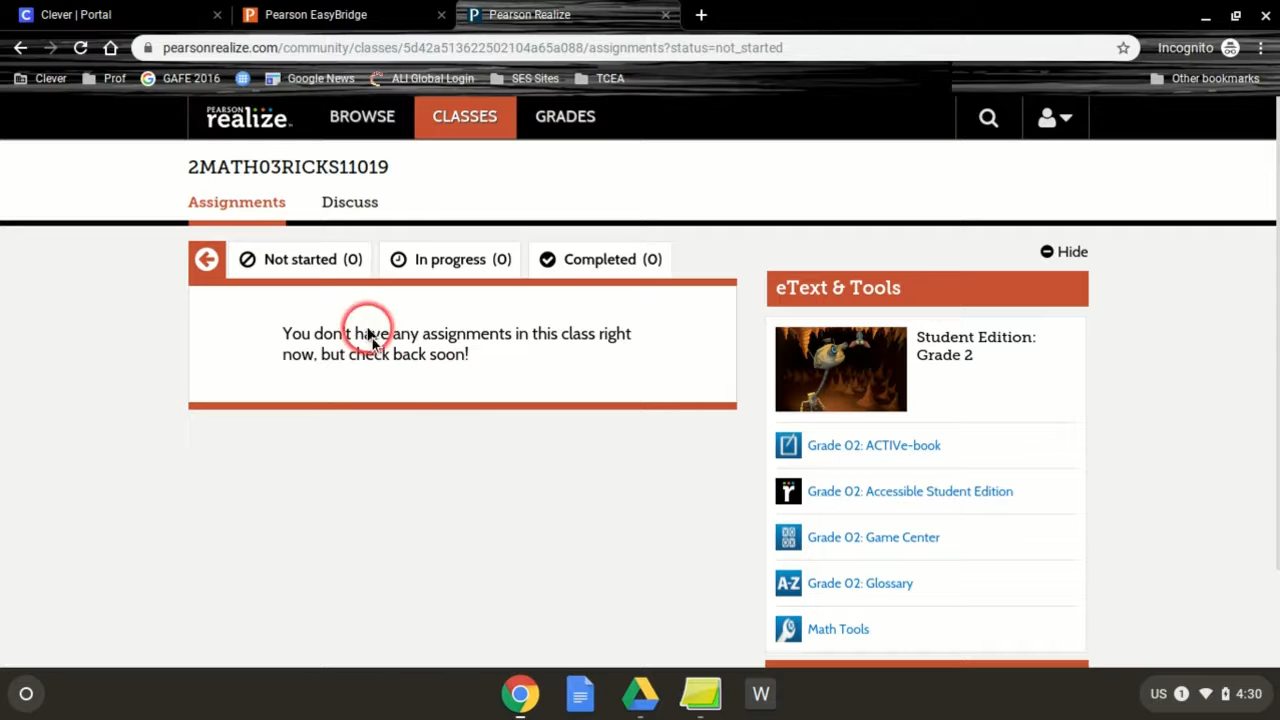 Clever | Portal
Pearson EasyBridge
Pearson Realize
pearsonrealize.com/community/classes/5d42a513622502104a65a088/assignments?status=not_started
Incognito
Clever
Prof
GAFE 2016
Google News
ALI Global Login
SES Sites
TCEA
Other bookmarks
PEARSON
realize
BROWSE
CLASSES
GRADES
2MATH03RICKS11019
Assignments
Discuss
Not started (0)
In progress (0)
Completed (0)
Hide
You don't have any assignments in this class right
now, but check back soon!
eText & Tools
Student Edition:
Grade 2
Grade 02: ACTIVe-book
Grade 02: Accessible Student Edition
Grade 02: Game Center
A-Z
Grade 02: Glossary
Math Tools
W
US
1
4:30